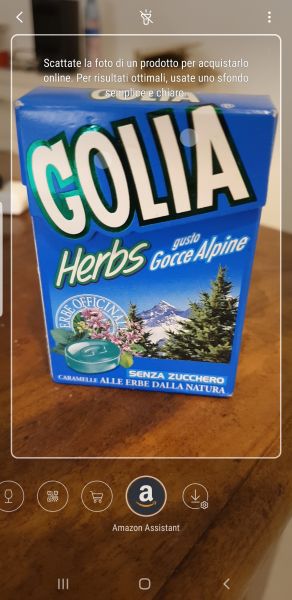 Scattate la foto di un prodotto per acquistarlo
online. Per risultati ottimali, usate uno sfondo
semplice e chiaro.
GOLIA
GOLIA®
Herbs
gusto
Gocce Alpine
ERBE OFFICINALI
SENZA ZUCCHERO
CARAMELLE ALLE ERBE DALLA NATURA
a
Amazon Assistant